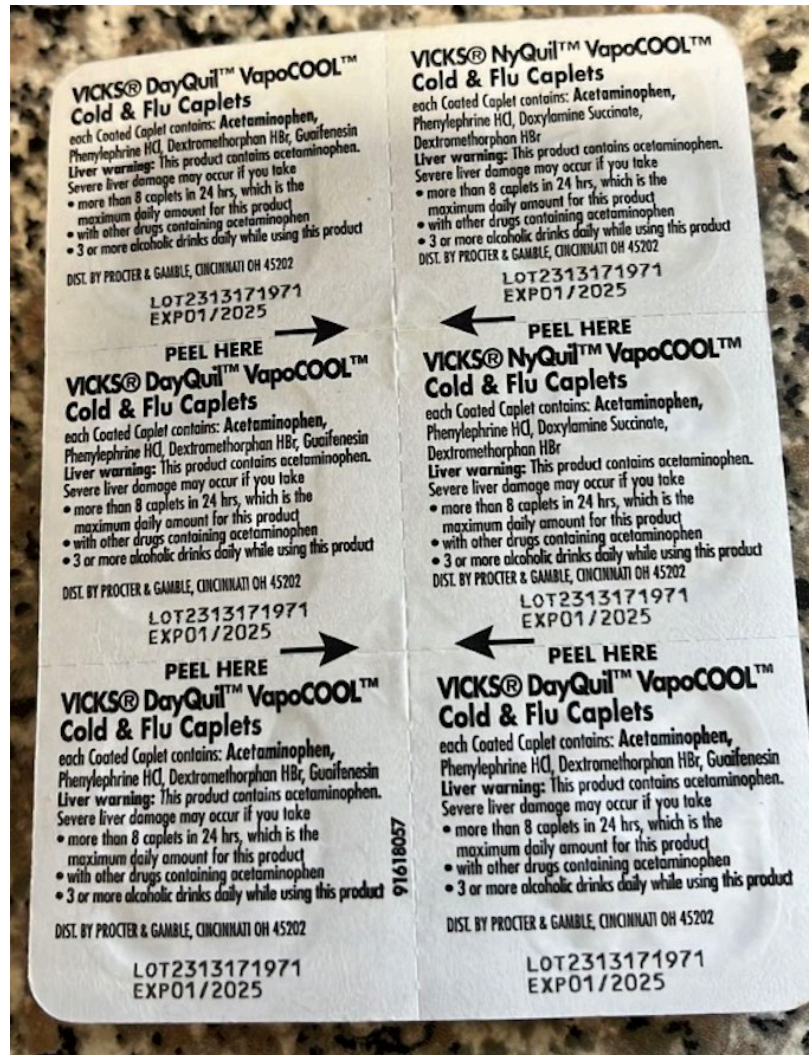 VICKS® DayQuil™ VapoCOOL™
Cold & Flu Caplets
each Coated Caplet contains: Acetaminophen,
Phenylephrine HCl, Dextromethorphan HBr, Guaifenesin
Liver warning: This product contains acetaminophen.
Severe liver damage may occur if you take
• more than 8 caplets in 24 hrs, which is the
maximum daily amount for this product
• with other drugs containing acetaminophen
• 3 or more alcoholic drinks daily while using this product
DIST. BY PROCTER & GAMBLE, CINCINNATI OH 45202
LOT2313171971
EXP01/2025
PEEL HERE
VICKS® NyQuil™ VapoCOOL™
Cold & Flu Caplets
each Coated Caplet contains: Acetaminophen,
Phenylephrine HCl, Doxylamine Succinate,
Dextromethorphan HBr
Liver warning: This product contains acetaminophen.
Severe liver damage may occur if you take
• more than 8 caplets in 24 hrs, which is the
maximum daily amount for this product
• with other drugs containing acetaminophen
• 3 or more alcoholic drinks daily while using this product
DIST. BY PROCTER & GAMBLE, CINCINNATI OH 45202
LOT2313171971
EXP01/2025
PEEL HERE
VICKS® DayQuil™ VapoCOOL™
Cold & Flu Caplets
each Coated Caplet contains: Acetaminophen,
Phenylephrine HCl, Dextromethorphan HBr, Guaifenesin
Liver warning: This product contains acetaminophen.
Severe liver damage may occur if you take
• more than 8 caplets in 24 hrs, which is the
maximum daily amount for this product
• with other drugs containing acetaminophen
• 3 or more alcoholic drinks daily while using this product
DIST. BY PROCTER & GAMBLE, CINCINNATI OH 45202
LOT2313171971
EXP01/2025
PEEL HERE
VICKS® NyQuil™ VapoCOOL™
Cold & Flu Caplets
each Coated Caplet contains: Acetaminophen,
Phenylephrine HCl, Doxylamine Succinate,
Dextromethorphan HBr
Liver warning: This product contains acetaminophen.
Severe liver damage may occur if you take
• more than 8 caplets in 24 hrs, which is the
maximum daily amount for this product
• with other drugs containing acetaminophen
• 3 or more alcoholic drinks daily while using this product
DIST. BY PROCTER & GAMBLE, CINCINNATI OH 45202
LOT2313171971
EXP01/2025
PEEL HERE
VICKS® DayQuil™ VapoCOOL™
Cold & Flu Caplets
each Coated Caplet contains: Acetaminophen,
Phenylephrine HCl, Dextromethorphan HBr, Guaifenesin
Liver warning: This product contains acetaminophen.
Severe liver damage may occur if you take
• more than 8 caplets in 24 hrs, which is the
maximum daily amount for this product
• with other drugs containing acetaminophen
• 3 or more alcoholic drinks daily while using this product
DIST. BY PROCTER & GAMBLE, CINCINNATI OH 45202
LOT2313171971
EXP01/2025
91618057
VICKS® DayQuil™ VapoCOOL™
Cold & Flu Caplets
each Coated Caplet contains: Acetaminophen,
Phenylephrine HCl, Dextromethorphan HBr, Guaifenesin
Liver warning: This product contains acetaminophen.
Severe liver damage may occur if you take
• more than 8 caplets in 24 hrs, which is the
maximum daily amount for this product
• with other drugs containing acetaminophen
• 3 or more alcoholic drinks daily while using this product
DIST. BY PROCTER & GAMBLE, CINCINNATI OH 45202
LOT2313171971
EXP01/2025